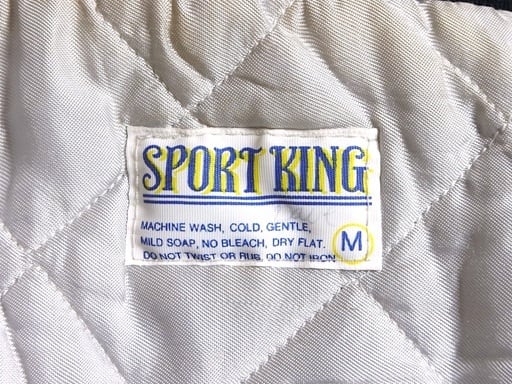 SPORT KING
MACHINE WASH, COLD, GENTLE,
MILD SOAP, NO BLEACH, DRY FLAT.
DO NOT TWIST OR RUB, DO NOT IRON
M